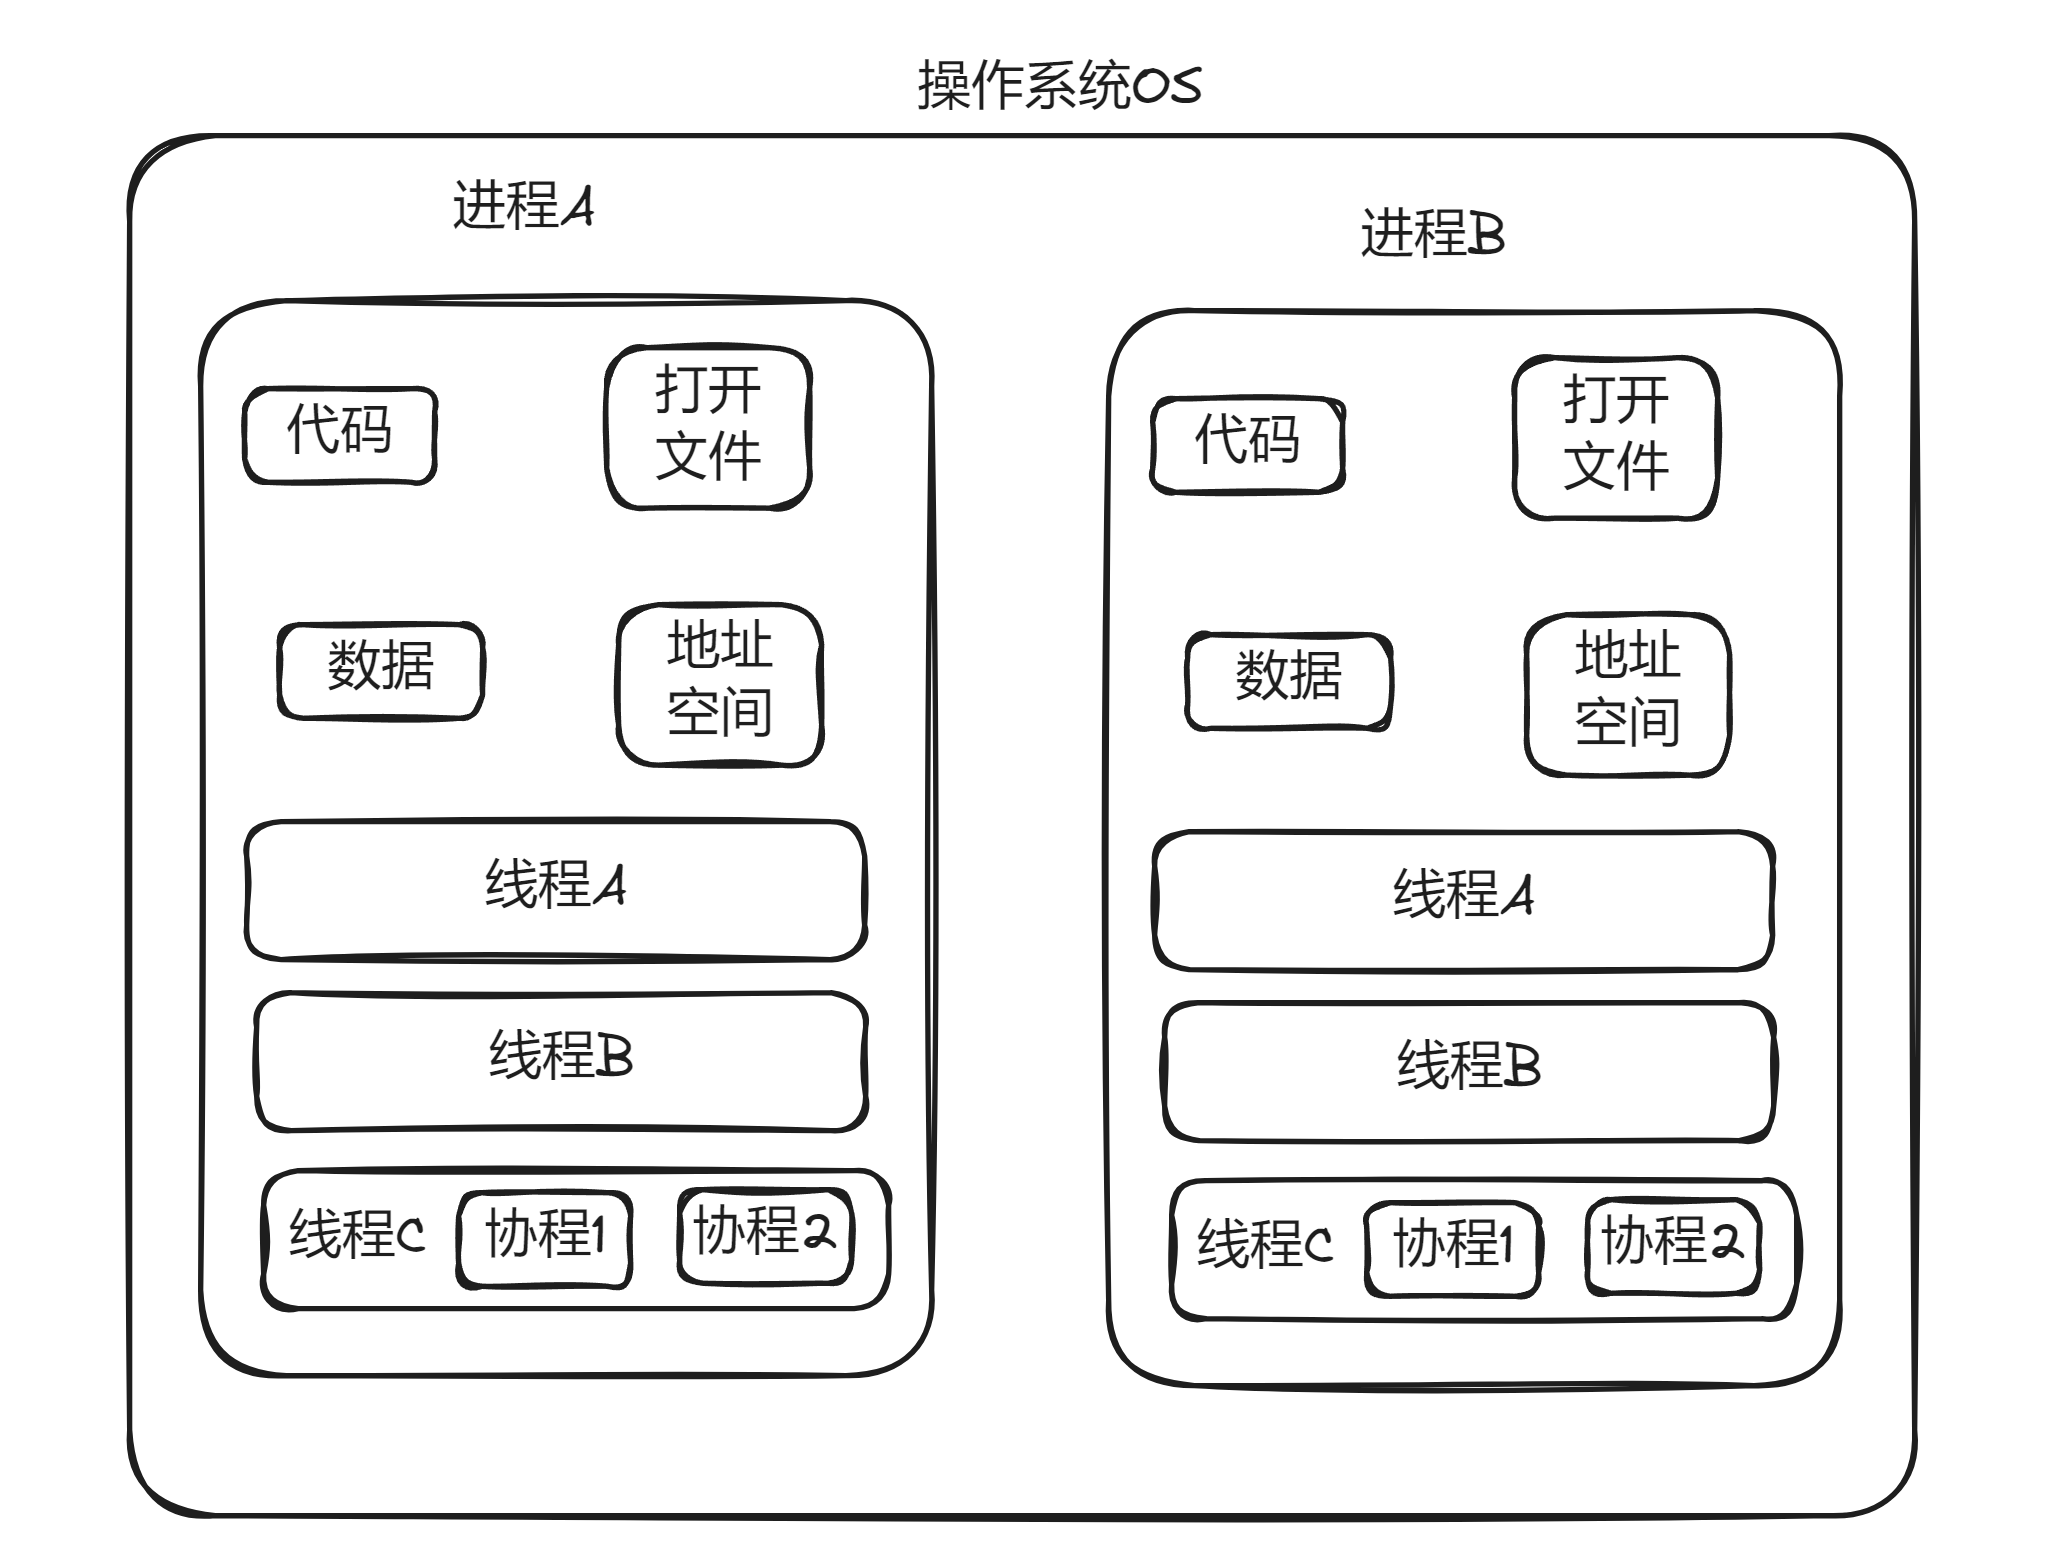 操作系统OS
进程A
代码
打开
文件
数据
地址
空间
线程A
线程B
线程C
协程1
协程2
进程B
代码
打开
文件
数据
地址
空间
线程A
线程B
线程C
协程1
协程2